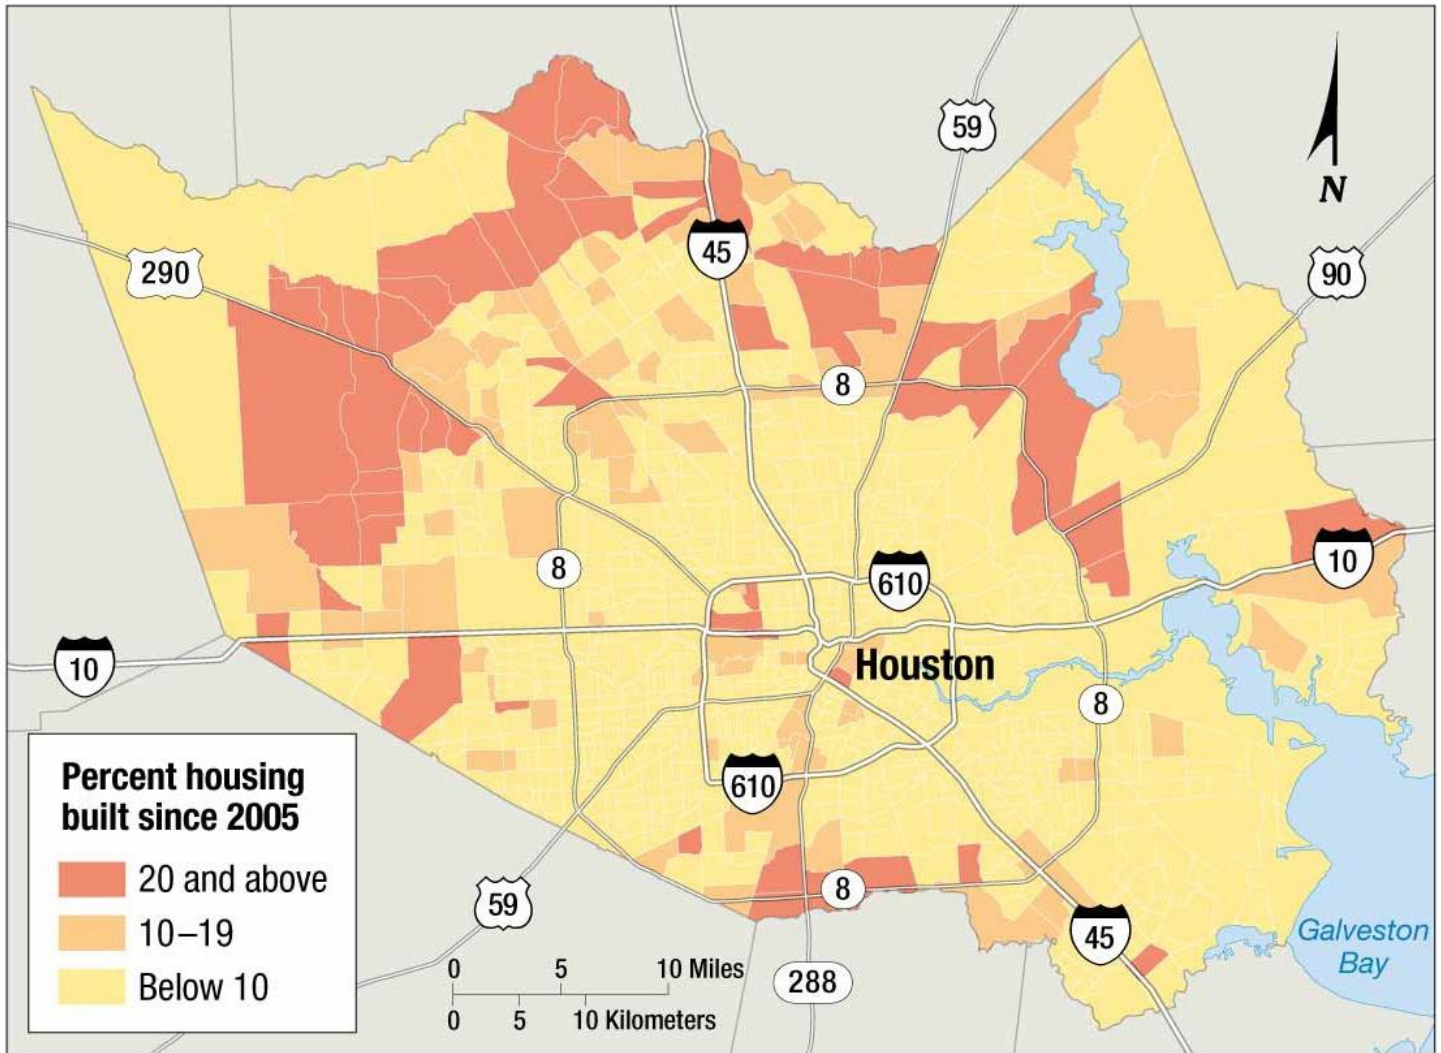 59
N
45
290
90
8
10
8
610
10
Houston
8
Percent housing
built since 2005
20 and above
10–19
Below 10
610
59
8
45
Galveston
Bay
288
0 5 10 Miles
0 5 10 Kilometers